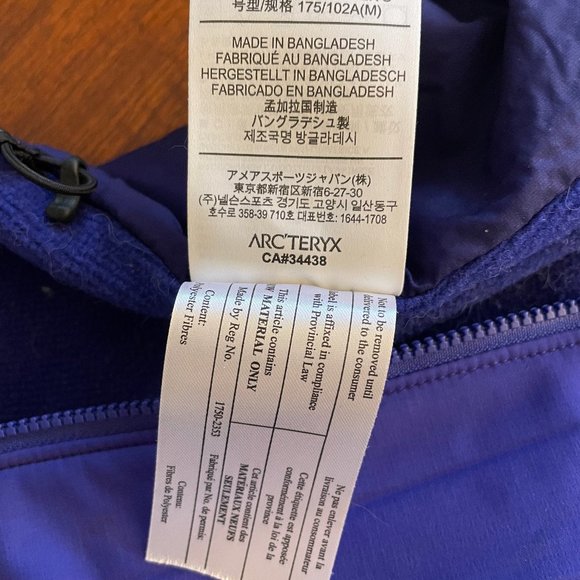 号型/规格 175/102A(M)
MADE IN BANGLADESH
FABRIQUÉ AU BANGLADESH
HERGESTELLT IN BANGLADESCH
FABRICADO EN BANGLADESH
孟加拉国制造
バングラデシュ製
제조국명 방글라데시
アメアスポーツジャパン(株)
東京都新宿区新宿6-27-30
(주)넬슨스포츠 경기도 고양시 일산동구
호수로 358-39 710호 대표번호: 1644-1708
ARC'TERYX
CA#34438
Not to be removed until
delivered to the consumer
label is affixed in compliance
with Provincial Law
This article contains
MATERIAL ONLY
Made by Reg No.
1750-2353
Content:
Polyester Fibres
Ne pas enlever avant la
livraison au consommateur
Cette étiquette est apposée
conformément à la loi de la
province
Cet article contient des
MATÉRIAUX NEUFS
SEULEMENT
Fabriqué par No. de permis:
Contenu:
Fibres de Polyester